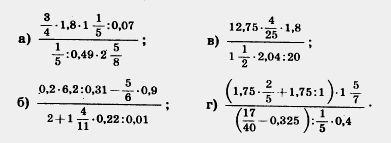 а) (3/4 · 1,8 · 1 1/5 : 0,07) / (1/5 : 0,49 · 2 5/8) ;
в) (12,75 · 4/25 · 1,8) / (1 1/2 · 2,04 : 20) ;
б) (0,2 · 6,2 : 0,31 − 5/6 · 0,9) / (2 + 1 4/11 · 0,22 : 0,01) ;
г) ((1,75 · 2/5 + 1,75 : 1) · 1 5/7) / ((17/40 − 0,325) : 1/5 · 0,4) .